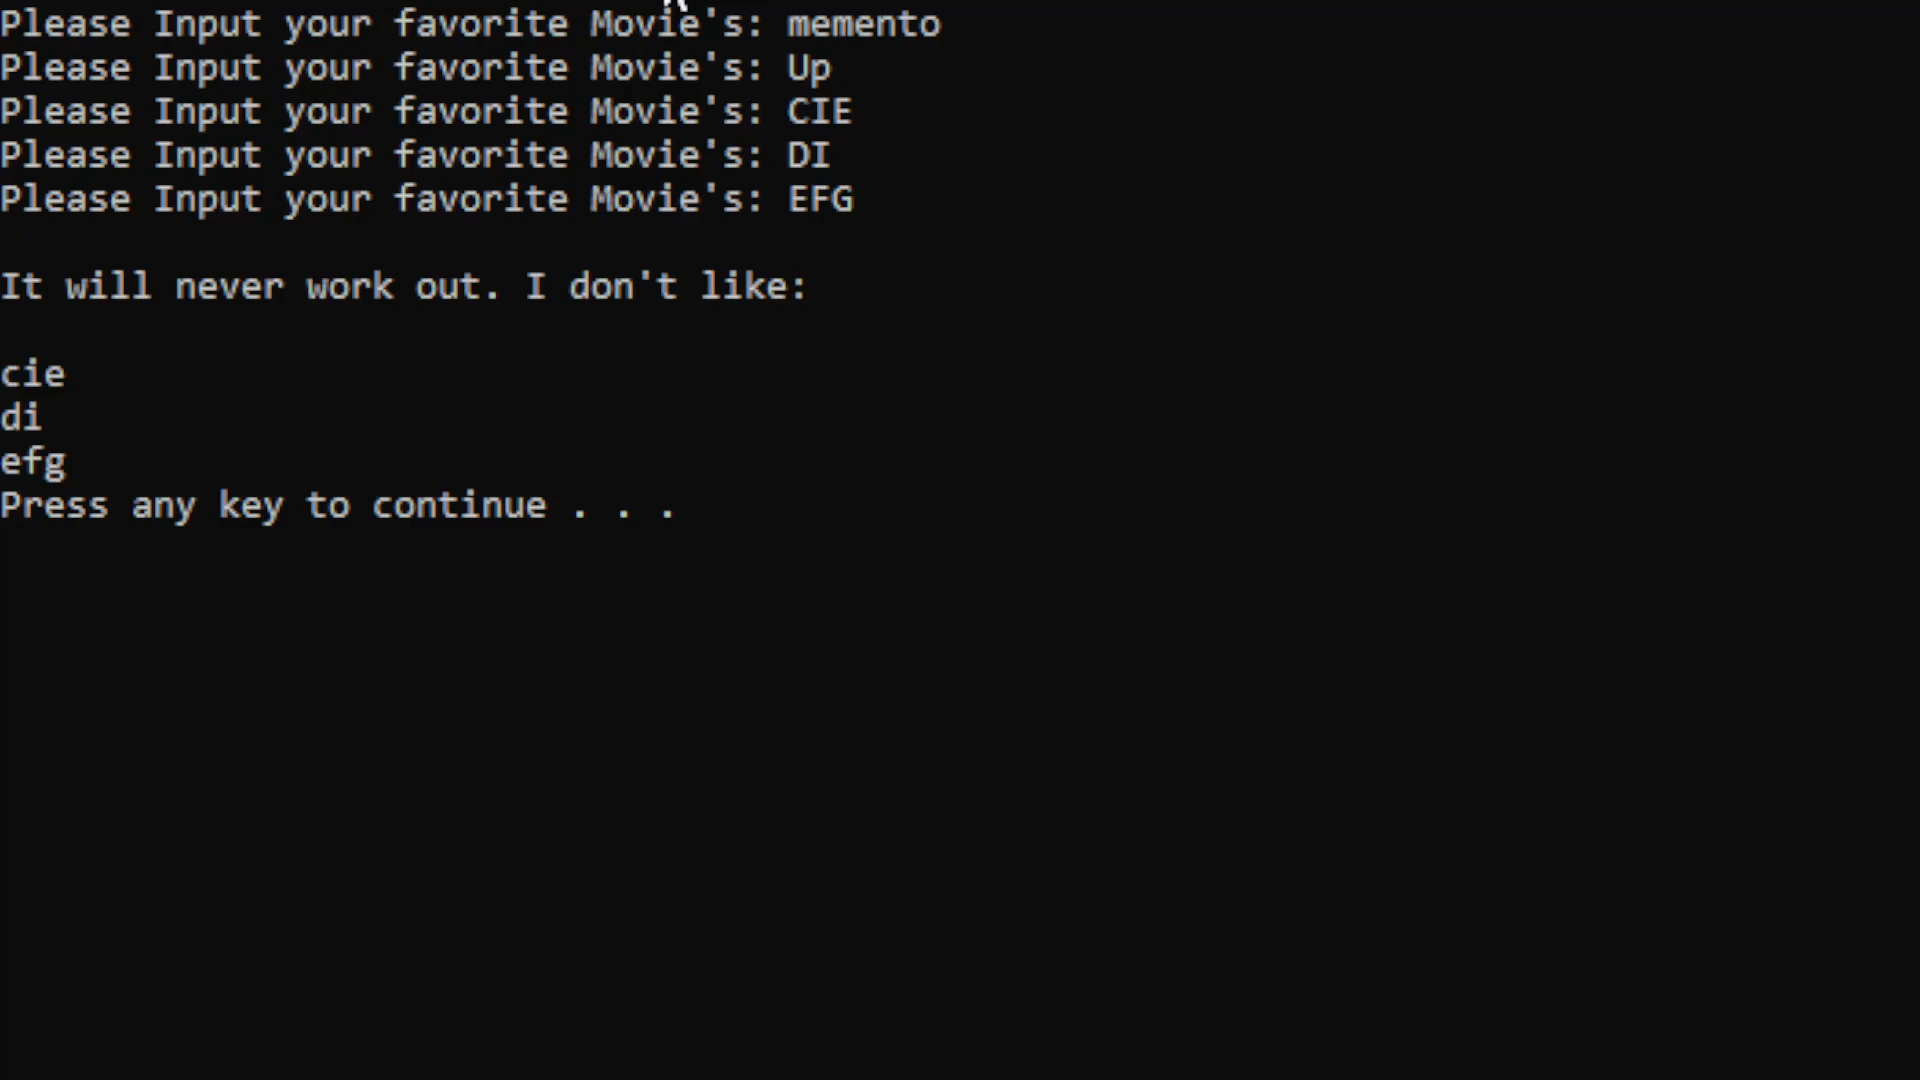 Please Input your favorite Movie's: memento
Please Input your favorite Movie's: Up
Please Input your favorite Movie's: CIE
Please Input your favorite Movie's: DI
Please Input your favorite Movie's: EFG
It will never work out. I don't like:
cie
di
efg
Press any key to continue . . .